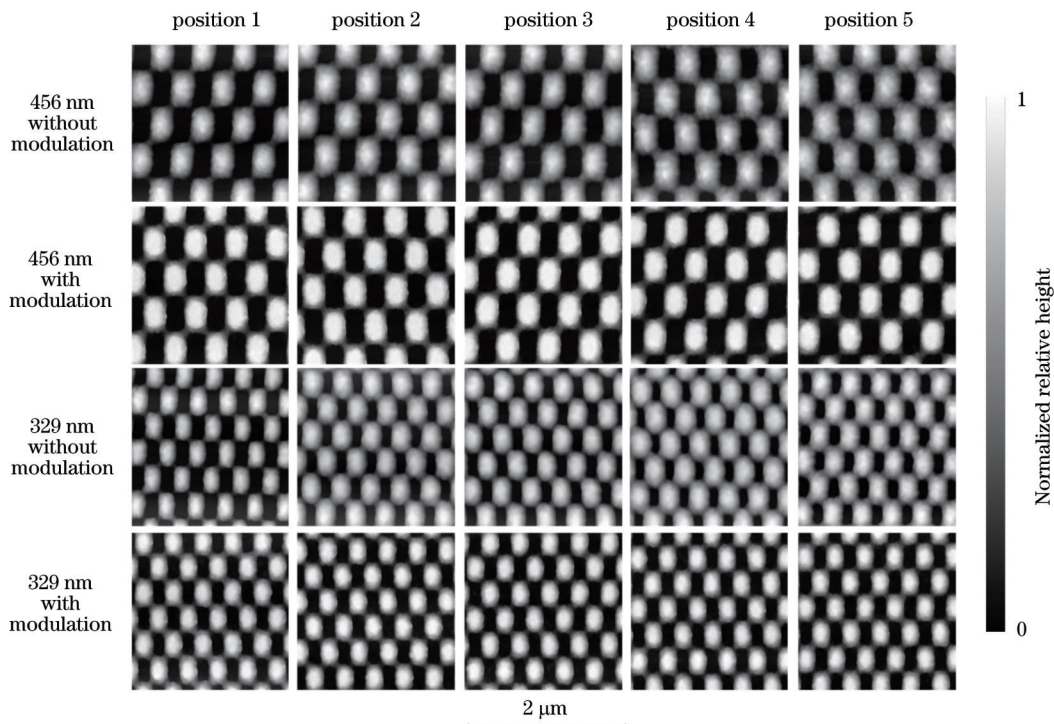 position 1
position 2
position 3
position 4
position 5
456 nm
without
modulation
456 nm
with
modulation
329 nm
without
modulation
329 nm
with
modulation
1
Normalized relative height
0
2 μm